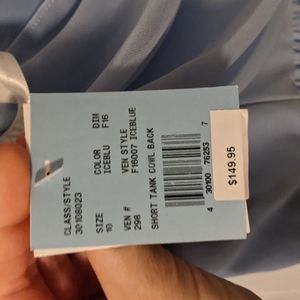 CLASS/STYLE COLOR DIM
30108023 ICEBLU F16
SIZE VEN STYLE
10 F16007 ICEBLUE
VEN #
298
SHORT TANK COWL BACK
4 30100 76253 7
$149.95